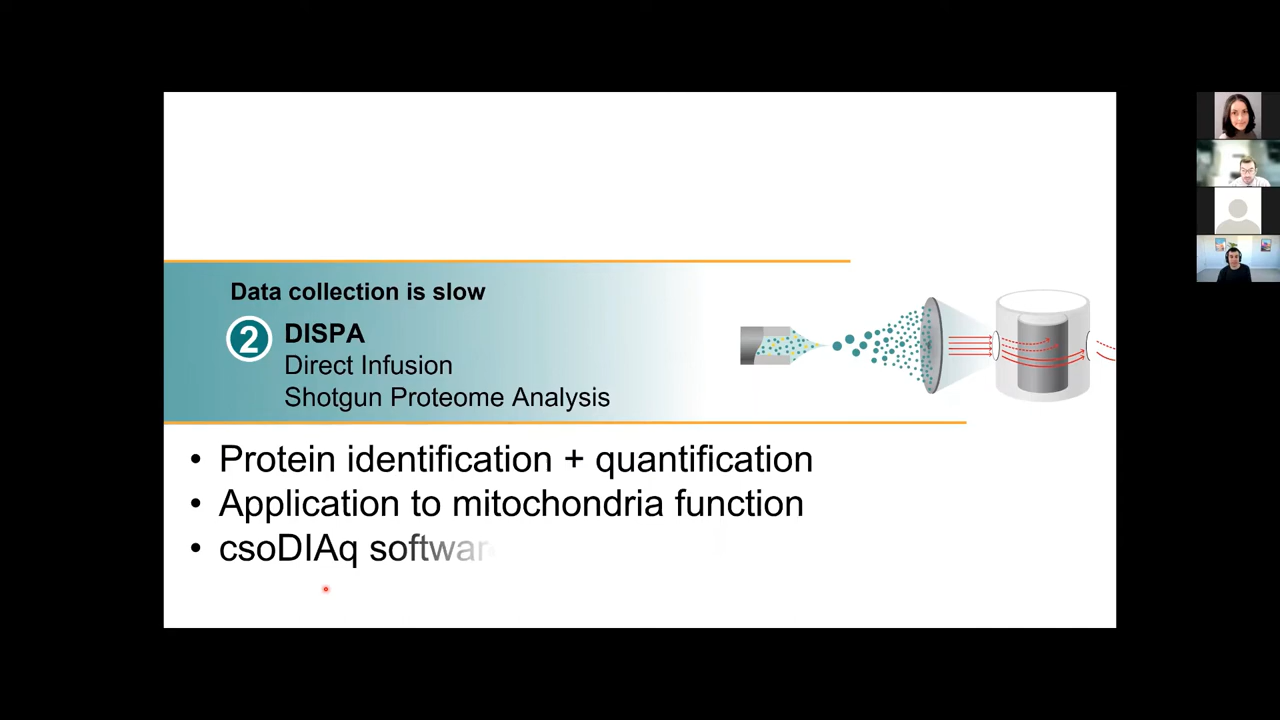 Data collection is slow
2 DISPA
Direct Infusion
Shotgun Proteome Analysis
• Protein identification + quantification
• Application to mitochondria function
• csoDIAq softwar